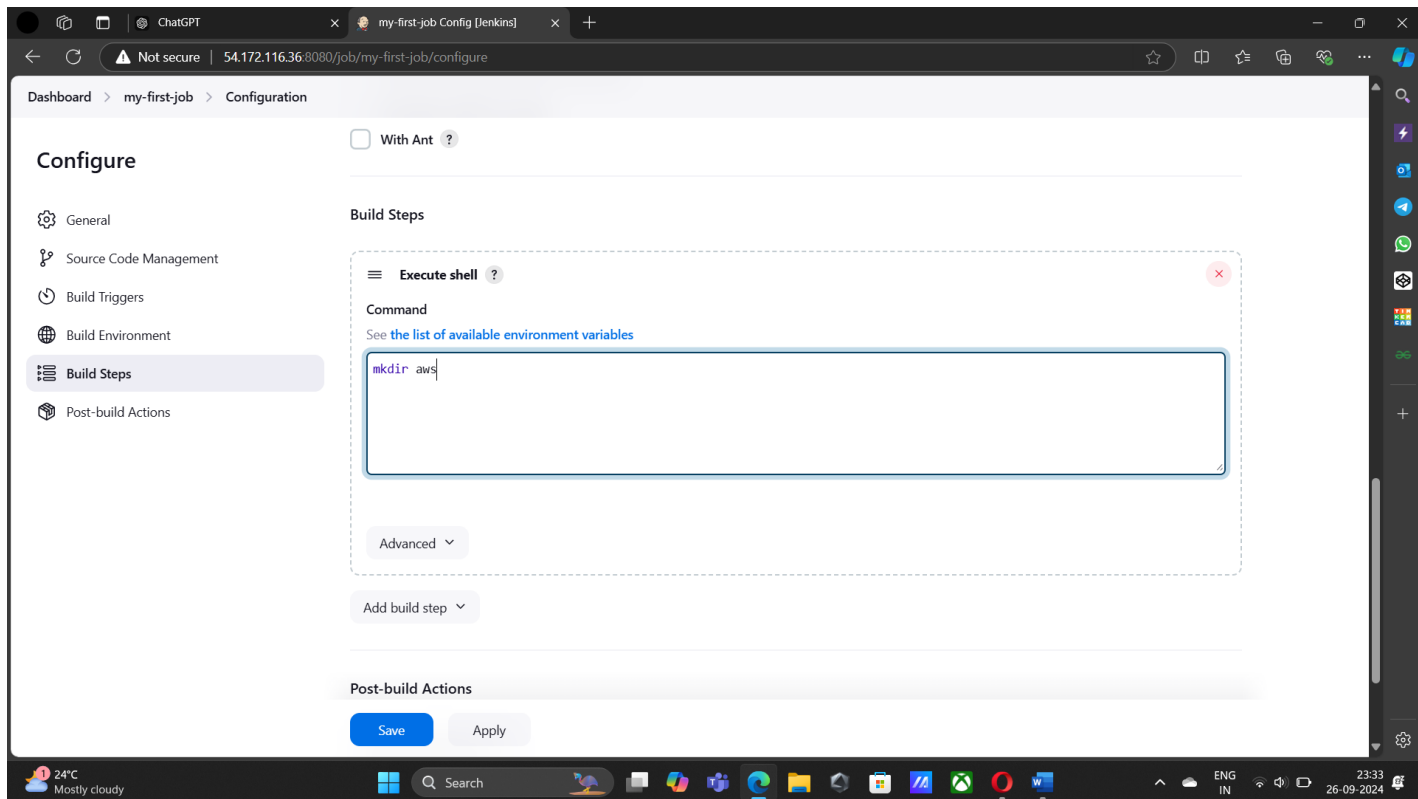 ChatGPT
my-first-job Config [Jenkins]
Not secure
54.172.116.36:8080/job/my-first-job/configure
Dashboard > my-first-job > Configuration
With Ant ?
Configure
General
Source Code Management
Build Triggers
Build Environment
Build Steps
Post-build Actions
Build Steps
Execute shell ?
Command
See the list of available environment variables
mkdir aws
Advanced
Add build step
Post-build Actions
Save
Apply
1
24°C
Mostly cloudy
Search
ENG
IN
23:33
26-09-2024